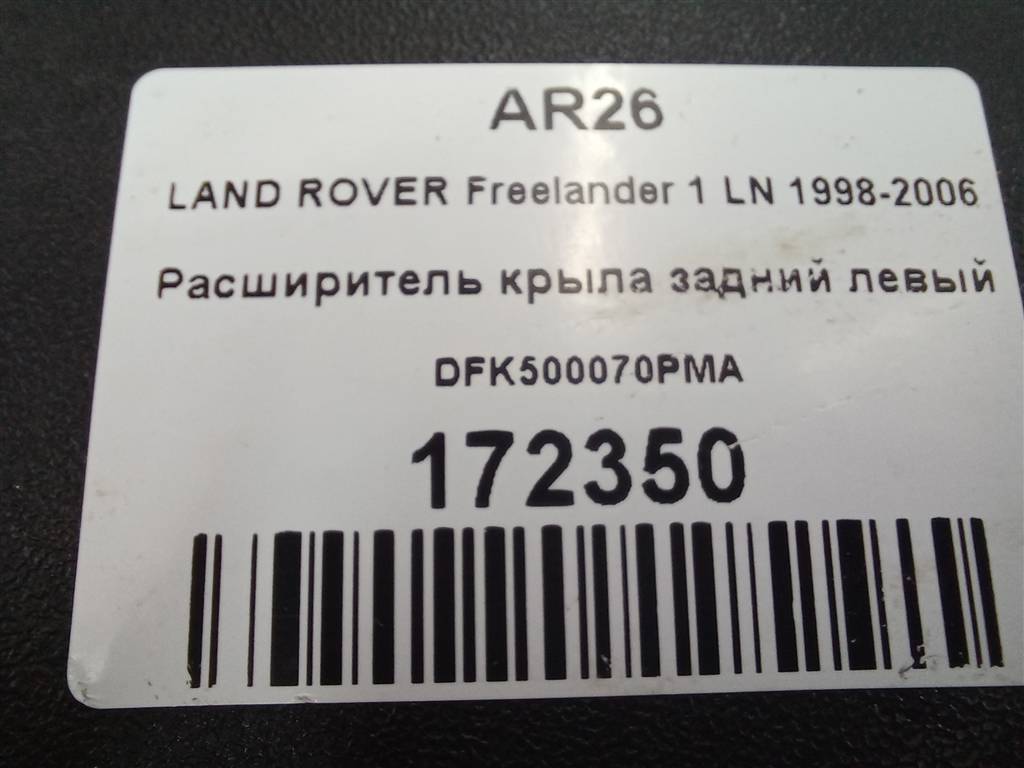 AR26
LAND ROVER Freelander 1 LN 1998-2006
Расширитель крыла задний левый
DFK500070PMA
172350